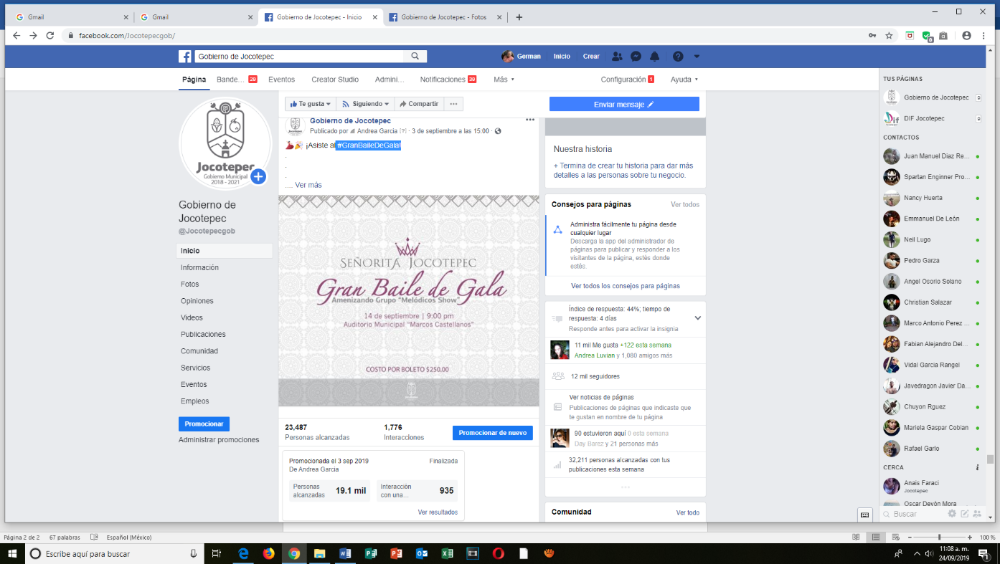 Gmail
Gmail
Gobierno de Jocotepec - Inicio
Gobierno de Jocotepec - Fotos
facebook.com/Jocotepecgob/
Gobierno de Jocotepec
German
Inicio
Crear
Página
Bande... 29
Eventos
Creator Studio
Admini...
Notificaciones 39
Más
Configuración 1
Ayuda
Jocotepec
Gobierno Municipal
2018 - 2021
Gobierno de
Jocotepec
@Jocotepecgob
Inicio
Información
Fotos
Opiniones
Videos
Publicaciones
Comunidad
Servicios
Eventos
Empleos
Promocionar
Administrar promociones
Te gusta
Siguiendo
Compartir
Gobierno de Jocotepec
Publicado por Andrea Garcia [?] · 3 de septiembre a las 15:00 ·
¡Asiste al #GranBaileDeGala!
.
.
.
.... Ver más
SEÑORITA JOCOTEPEC
Gran Baile de Gala
Amenizando Grupo "Melódicos Show"
14 de septiembre | 9:00 pm
Auditorio Municipal "Marcos Castellanos"
COSTO POR BOLETO $250.00
23,487
Personas alcanzadas
1,776
Interacciones
Promocionar de nuevo
Promocionada el 3 sep 2019
Finalizada
De Andrea Garcia
Personas
alcanzadas
19.1 mil
Interacción
con una...
935
Ver resultados
Enviar mensaje
Nuestra historia
+ Termina de crear tu historia para dar más
detalles a las personas sobre tu negocio.
Consejos para páginas
Ver todos
Administra fácilmente tu página desde
cualquier lugar
Descarga la app del administrador de
páginas para publicar y responder a los
visitantes de la página, estés donde
estés.
Ver todos los consejos para páginas
Índice de respuesta: 44%; tiempo de
respuesta: 4 días
Responde antes para activar la insignia
11 mil Me gusta +122 esta semana
Andrea Luvian y 1,080 amigos más
12 mil seguidores
Ver noticias de páginas
Publicaciones de páginas que indicaste que
te gustan en nombre de tu página
90 estuvieron aquí 0 esta semana
Day Barez y 21 personas más
32,211 personas alcanzadas con tus
publicaciones esta semana
Comunidad
Ver todo
TUS PÁGINAS
Gobierno de Jocotepec 9
DIF Jocotepec 9
CONTACTOS
Juan Manuel Diaz Re...
Spartan Enginner Pro...
Nancy Huerta
Emmanuel De León
Neil Lugo
Pedro Garza
Angel Osorio Solano
Christian Salazar
Marco Antonio Perez ...
Fabian Alejandro Del...
Vidal Garcia Rangel
Javedragon Javier Da...
Chuyon Rguez
Mariela Gaspar Cobian
Rafael Garlo
CERCA
Anais Faraci
Jocotepec
Oscar Devón Mora
Buscar
Página 2 de 2
67 palabras
Español (México)
100 %
Escribe aquí para buscar
11:08 a. m.
24/09/2019